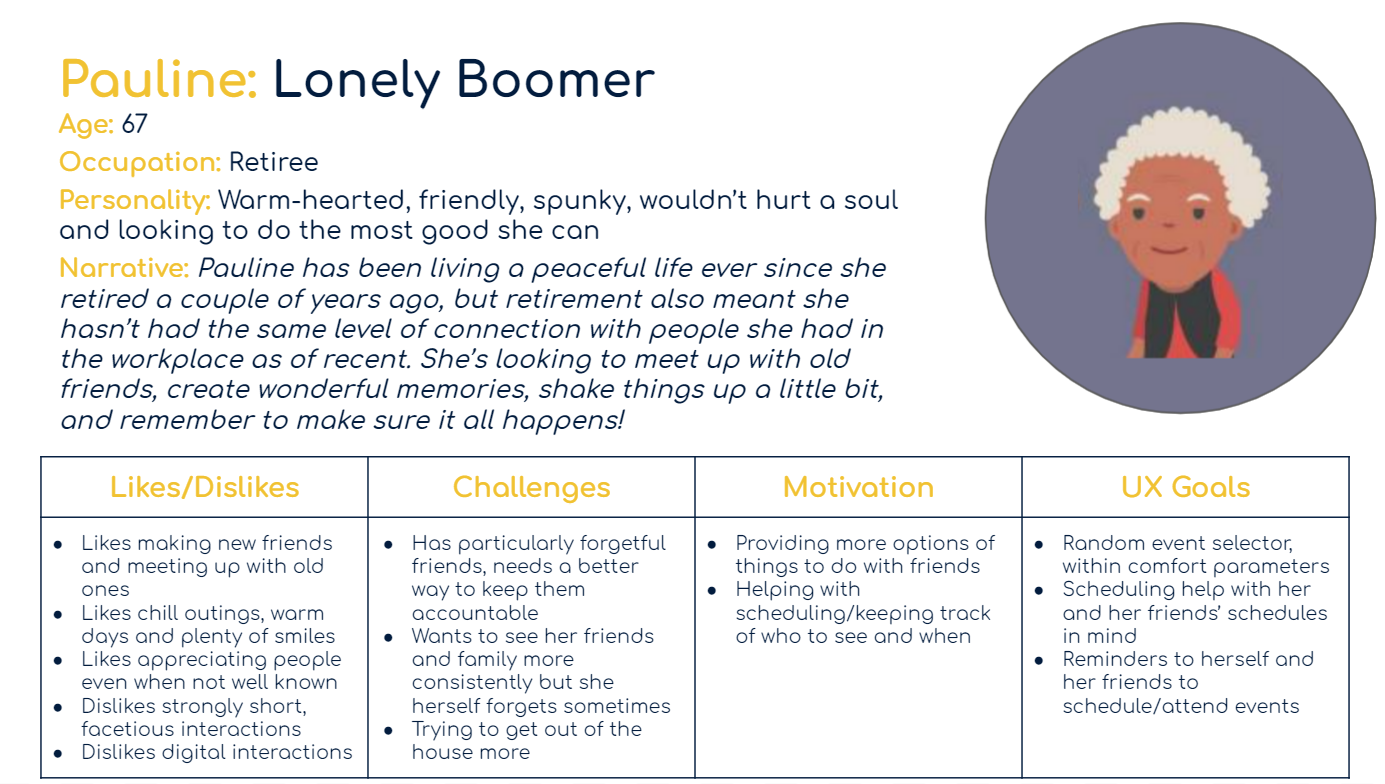 Pauline: Lonely Boomer
Age: 67
Occupation: Retiree
Personality: Warm-hearted, friendly, spunky, wouldn't hurt a soul
and looking to do the most good she can
Narrative: Pauline has been living a peaceful life ever since she
retired a couple of years ago, but retirement also meant she
hasn't had the same level of connection with people she had in
the workplace as of recent. She's looking to meet up with old
friends, create wonderful memories, shake things up a little bit,
and remember to make sure it all happens!
Likes/Dislikes
● Likes making new friends
and meeting up with old
ones
● Likes chill outings, warm
days and plenty of smiles
● Likes appreciating people
even when not well known
● Dislikes strongly short,
facetious interactions
● Dislikes digital interactions
Challenges
● Has particularly forgetful
friends, needs a better
way to keep them
accountable
● Wants to see her friends
and family more
consistently but she
herself forgets sometimes
● Trying to get out of the
house more
Motivation
● Providing more options of
things to do with friends
● Helping with
scheduling/keeping track
of who to see and when
UX Goals
● Random event selector,
within comfort parameters
● Scheduling help with her
and her friends' schedules
in mind
● Reminders to herself and
her friends to
schedule/attend events